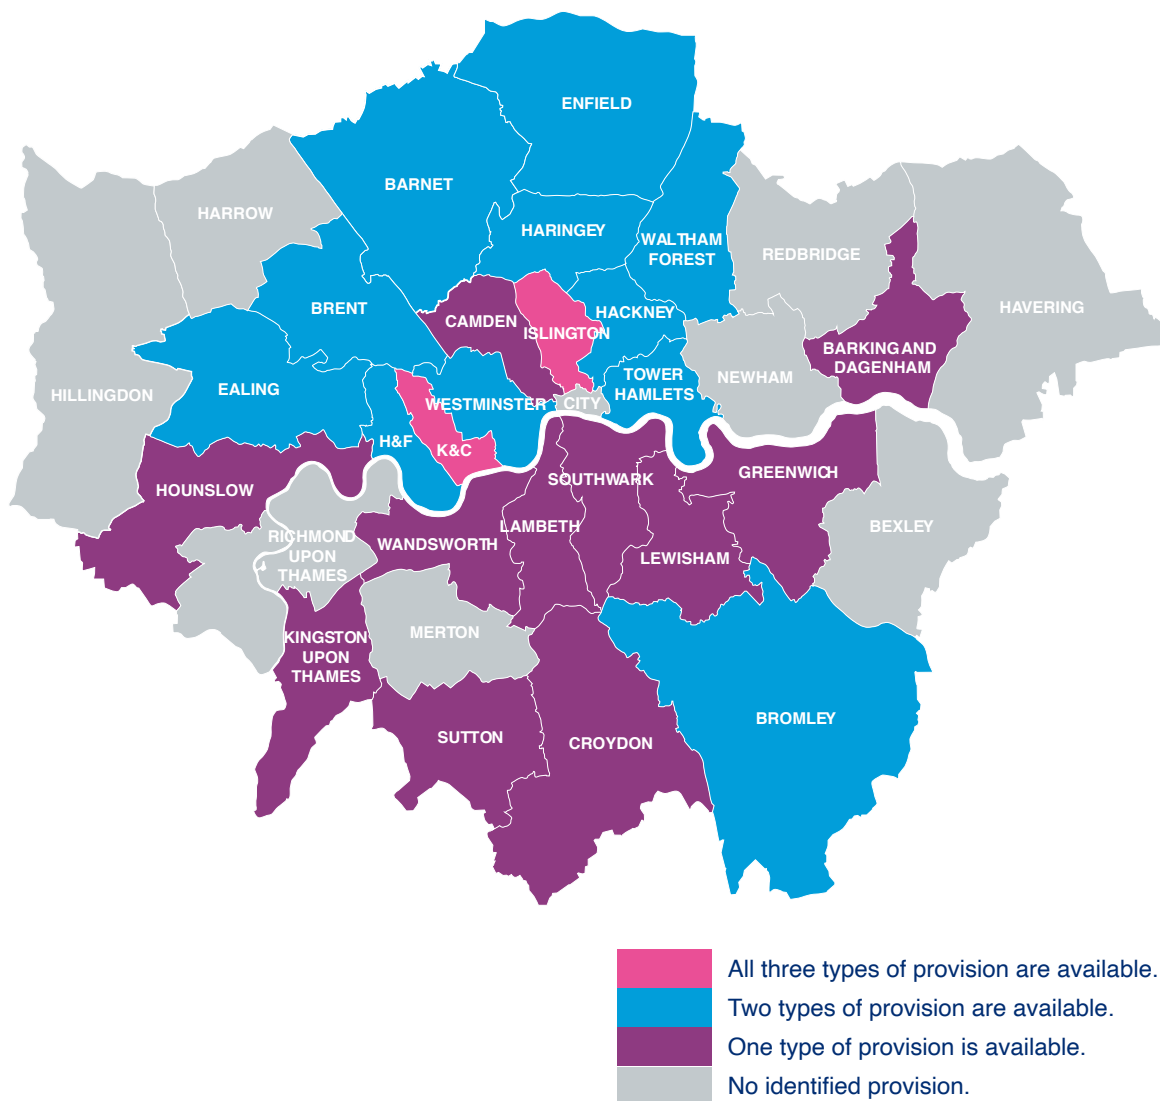 ENFIELD
BARNET
HARROW
HARINGEY
WALTHAM
FOREST
REDBRIDGE
HAVERING
BRENT
CAMDEN
ISLINGTON
HACKNEY
BARKING AND
DAGENHAM
HILLINGDON
EALING
WESTMINSTER
CITY
TOWER
HAMLETS
NEWHAM
H&F
K&C
HOUNSLOW
SOUTHWARK
GREENWICH
RICHMOND
UPON
THAMES
WANDSWORTH
LAMBETH
LEWISHAM
BEXLEY
KINGSTON
UPON
THAMES
MERTON
SUTTON
CROYDON
BROMLEY
All three types of provision are available.
Two types of provision are available.
One type of provision is available.
No identified provision.